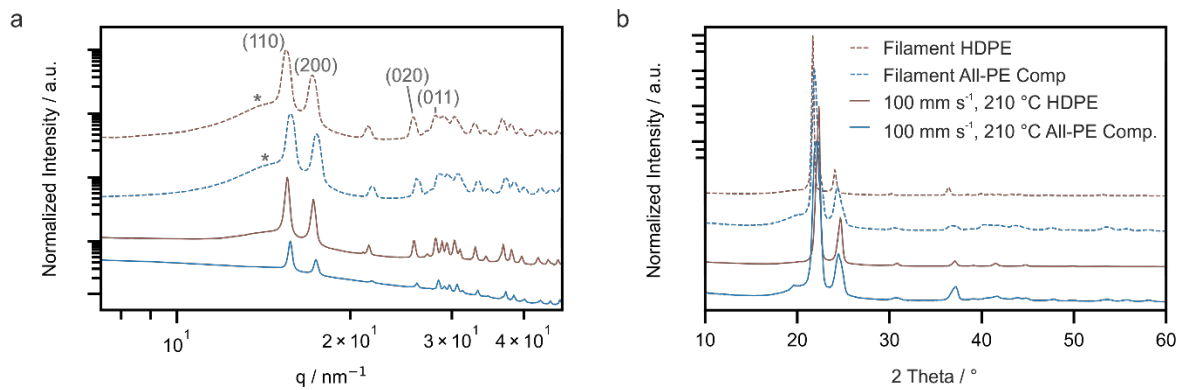 a
Normalized Intensity / a.u.
(110)
(200)
(020)
(011)
*
*
10¹
2 × 10¹
3 × 10¹
4 × 10¹
q / nm⁻¹
b
Normalized Intensity / a.u.
Filament HDPE
Filament All-PE Comp
100 mm s⁻¹, 210 °C HDPE
100 mm s⁻¹, 210 °C All-PE Comp.
10 20 30 40 50 60
2 Theta / °